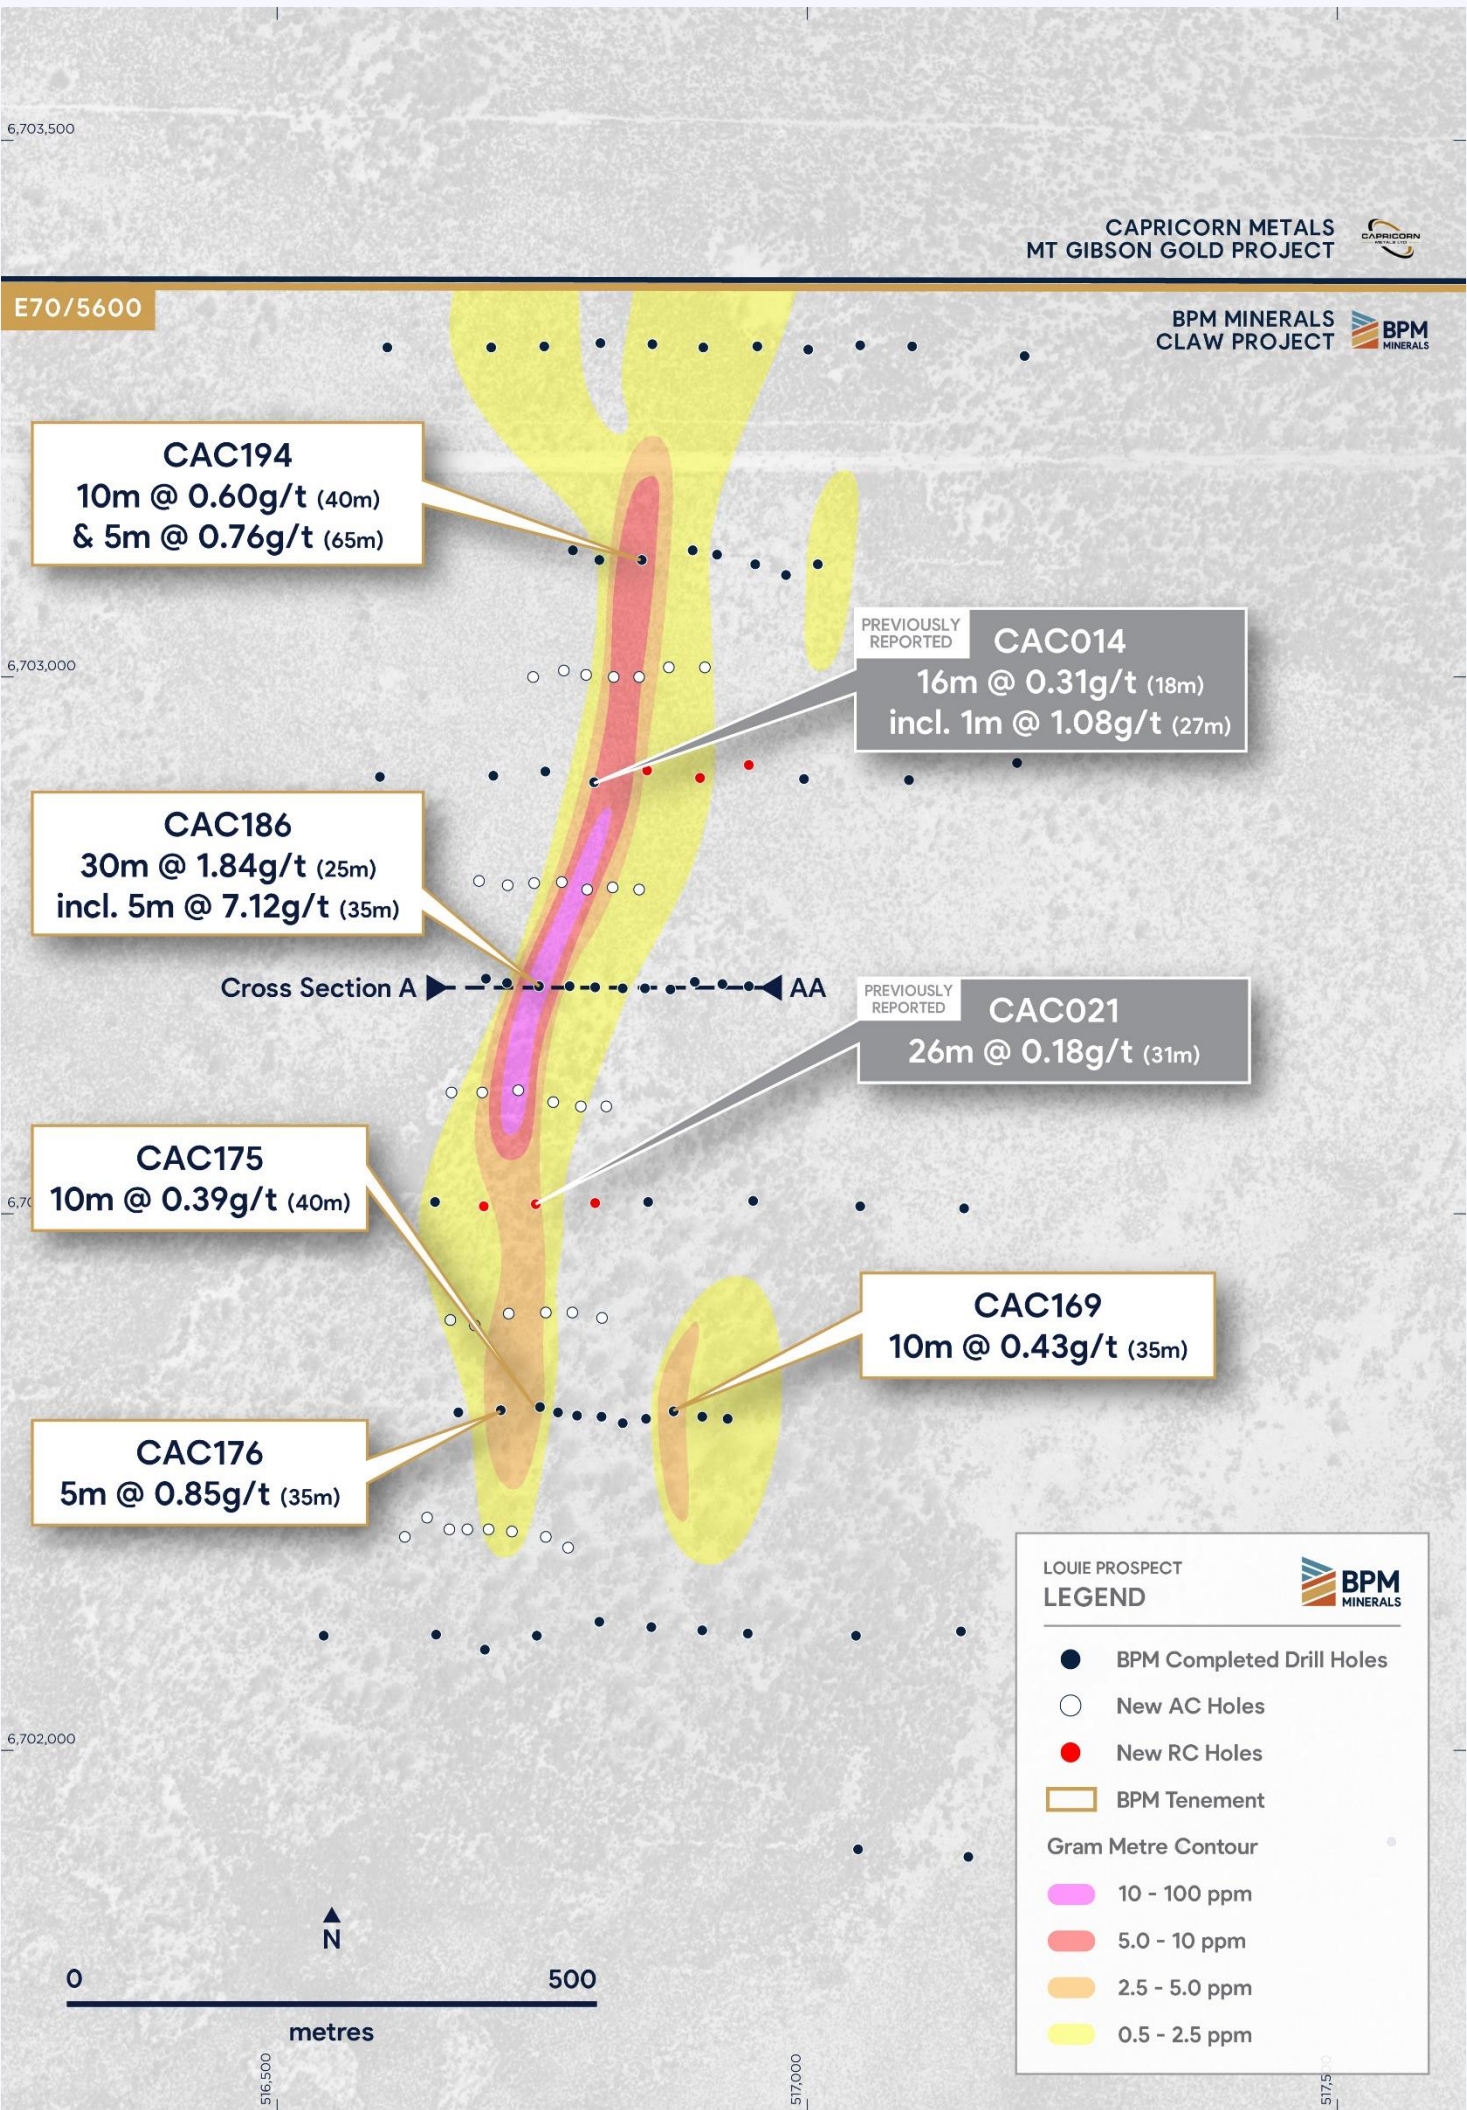 6,703,500
CAPRICORN METALS
MT GIBSON GOLD PROJECT
CAPRICORN
METALS LTD
E70/5600
BPM MINERALS
CLAW PROJECT
BPM
MINERALS
CAC194
10m @ 0.60g/t (40m)
& 5m @ 0.76g/t (65m)
6,703,000
PREVIOUSLY
REPORTED
CAC014
16m @ 0.31g/t (18m)
incl. 1m @ 1.08g/t (27m)
CAC186
30m @ 1.84g/t (25m)
incl. 5m @ 7.12g/t (35m)
Cross Section A
AA
PREVIOUSLY
REPORTED
CAC021
26m @ 0.18g/t (31m)
CAC175
10m @ 0.39g/t (40m)
CAC169
10m @ 0.43g/t (35m)
CAC176
5m @ 0.85g/t (35m)
LOUIE PROSPECT
LEGEND
BPM
MINERALS
BPM Completed Drill Holes
New AC Holes
New RC Holes
BPM Tenement
Gram Metre Contour
10 - 100 ppm
5.0 - 10 ppm
2.5 - 5.0 ppm
0.5 - 2.5 ppm
6,702,000
N
0
500
metres
516,500
517,000